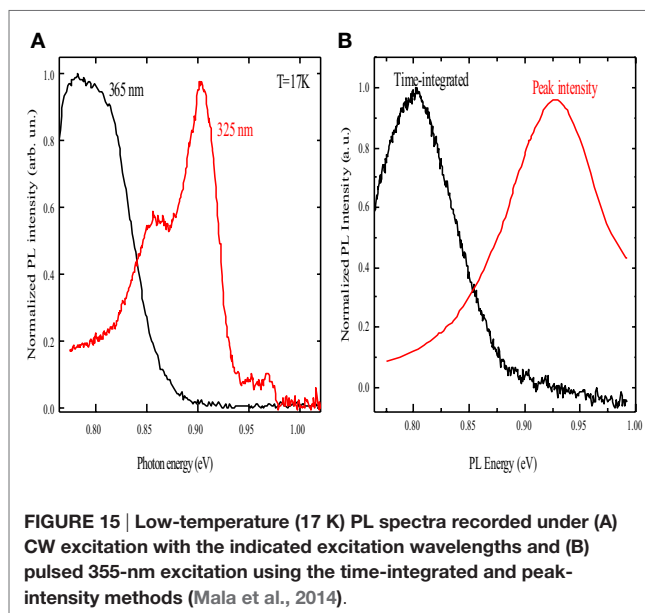 A
B
T=17K
365 nm
325 nm
Normalized PL intensity (arb. un.)
1.0
0.8
0.6
0.4
0.2
0.0
0.80 0.85 0.90 0.95 1.00
Photon energy (eV)
Time-integrated
Peak intensity
Normalized PL Intensity (a.u.)
1.0
0.8
0.6
0.4
0.2
0.0
0.80 0.85 0.90 0.95 1.00
PL Energy (eV)
FIGURE 15 | Low-temperature (17 K) PL spectra recorded under (A)
CW excitation with the indicated excitation wavelengths and (B)
pulsed 355-nm excitation using the time-integrated and peak-
intensity methods (Mala et al., 2014).